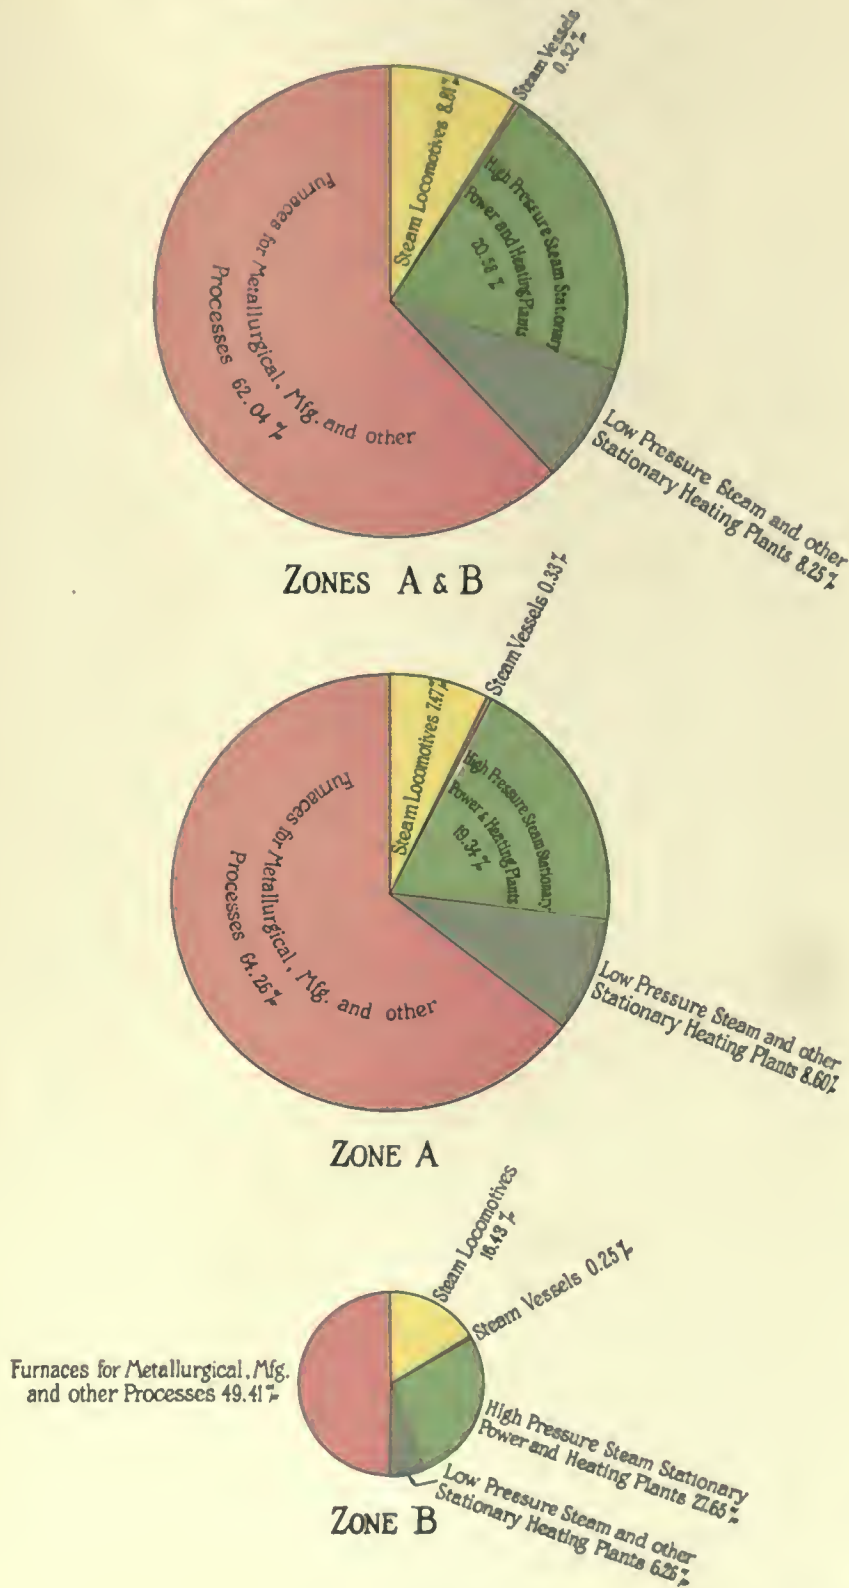 Steam Vessels
0.32%
Steam Locomotives 8.81%
High Pressure Steam Stationary
Power and Heating Plants
20.58%
Furnaces for
Metallurgical, Mfg. and other
Processes 62.04%
Low Pressure Steam and other
Stationary Heating Plants 8.25%
ZONES A & B
Steam Vessels 0.33%
Steam Locomotives 7.47%
High Pressure Steam Stationary
Power & Heating Plants
19.34%
Furnaces for
Metallurgical, Mfg. and other
Processes 64.26%
Low Pressure Steam and other
Stationary Heating Plants 8.60%
ZONE A
Steam Locomotives
16.43%
Steam Vessels 0.25%
Furnaces for Metallurgical, Mfg.
and other Processes 49.41%
High Pressure Steam Stationary
Power and Heating Plants 27.65%
Low Pressure Steam and other
Stationary Heating Plants 6.26%
ZONE B